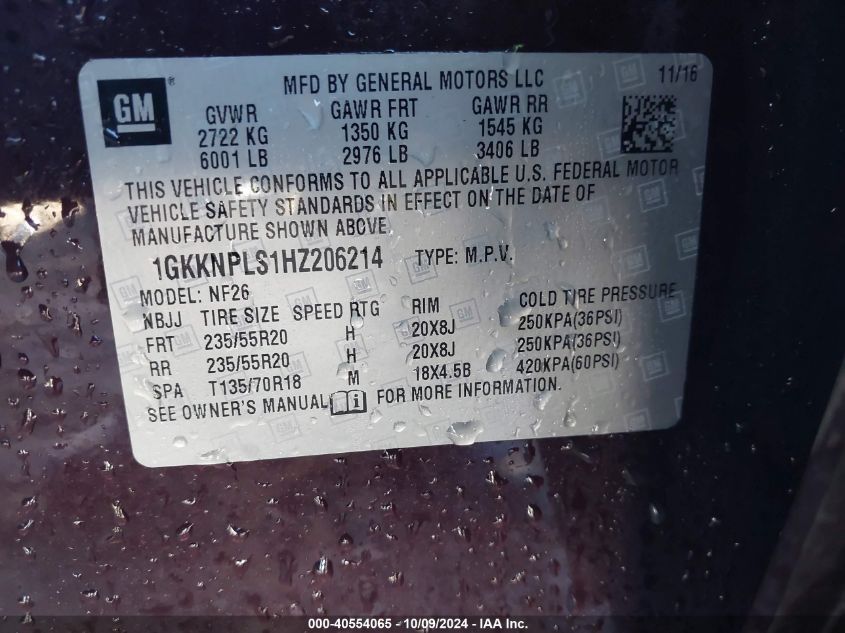 GM ®
MFD BY GENERAL MOTORS LLC 11/16
GVWR GAWR FRT GAWR RR
2722 KG 1350 KG 1545 KG
6001 LB 2976 LB 3406 LB
THIS VEHICLE CONFORMS TO ALL APPLICABLE U.S. FEDERAL MOTOR
VEHICLE SAFETY STANDARDS IN EFFECT ON THE DATE OF
MANUFACTURE SHOWN ABOVE.
1GKKNPLS1HZ206214 TYPE: M.P.V.
MODEL: NF26
NBJJ TIRE SIZE SPEED RTG RIM COLD TIRE PRESSURE
FRT 235/55R20 H 20X8J 250KPA(36PSI)
RR 235/55R20 H 20X8J 250KPA(36PSI)
SPA T135/70R18 M 18X4.5B 420KPA(60PSI)
SEE OWNER'S MANUAL FOR MORE INFORMATION.
000-40554065 - 10/09/2024 - IAA Inc.